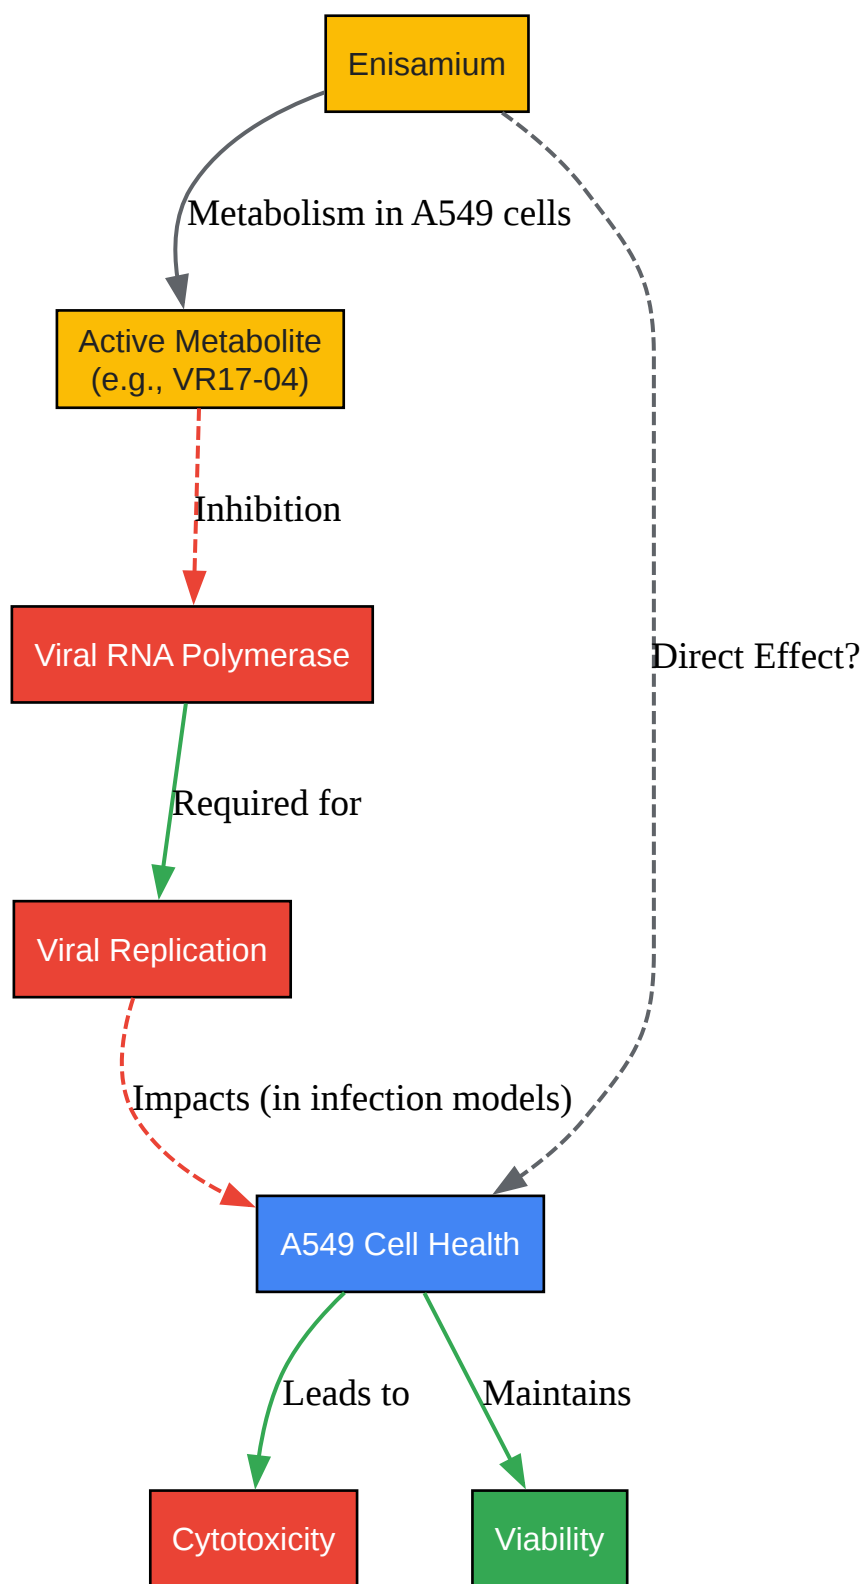 Enisamium
Metabolism in A549 cells
Active Metabolite
(e.g., VR17-04)
Inhibition
Viral RNA Polymerase
Direct Effect?
Required for
Viral Replication
Impacts (in infection models)
A549 Cell Health
Leads to
Maintains
Cytotoxicity
Viability